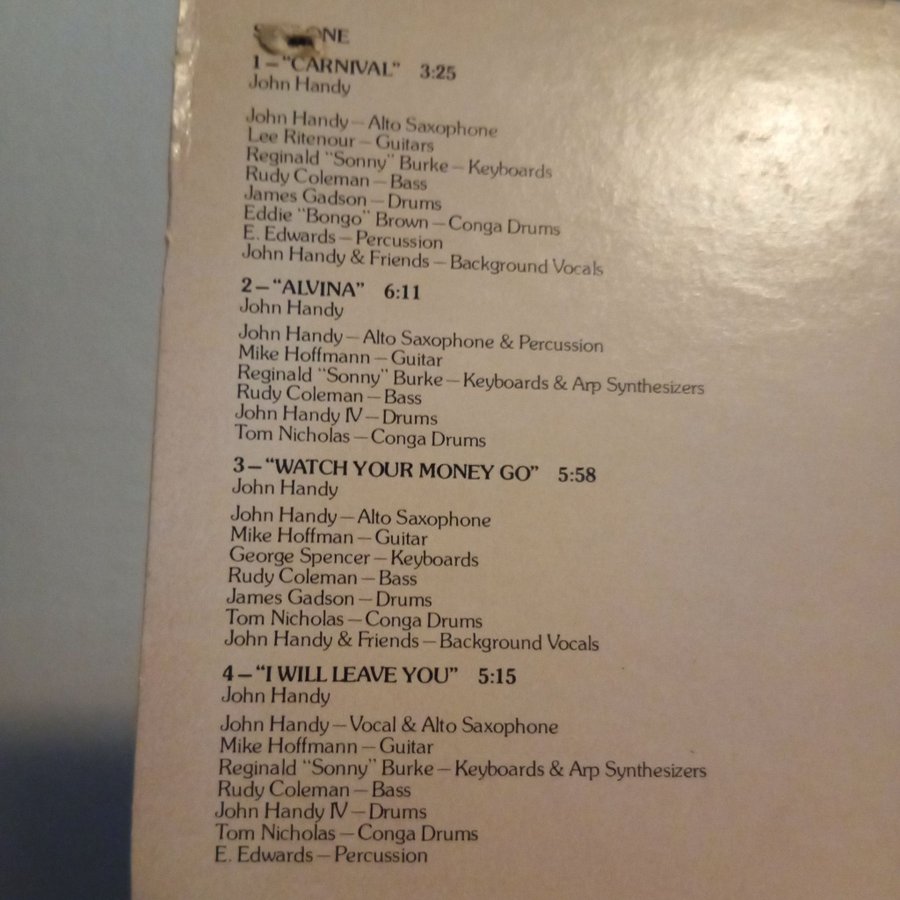 ONE
1 – "CARNIVAL" 3:25
John Handy
John Handy – Alto Saxophone
Lee Ritenour – Guitars
Reginald "Sonny" Burke – Keyboards
Rudy Coleman – Bass
James Gadson – Drums
Eddie "Bongo" Brown – Conga Drums
E. Edwards – Percussion
John Handy & Friends – Background Vocals
2 – "ALVINA" 6:11
John Handy
John Handy – Alto Saxophone & Percussion
Mike Hoffmann – Guitar
Reginald "Sonny" Burke – Keyboards & Arp Synthesizers
Rudy Coleman – Bass
John Handy IV – Drums
Tom Nicholas – Conga Drums
3 – "WATCH YOUR MONEY GO" 5:58
John Handy
John Handy – Alto Saxophone
Mike Hoffman – Guitar
George Spencer – Keyboards
Rudy Coleman – Bass
James Gadson – Drums
Tom Nicholas – Conga Drums
John Handy & Friends – Background Vocals
4 – "I WILL LEAVE YOU" 5:15
John Handy
John Handy – Vocal & Alto Saxophone
Mike Hoffmann – Guitar
Reginald "Sonny" Burke – Keyboards & Arp Synthesizers
Rudy Coleman – Bass
John Handy IV – Drums
Tom Nicholas – Conga Drums
E. Edwards – Percussion